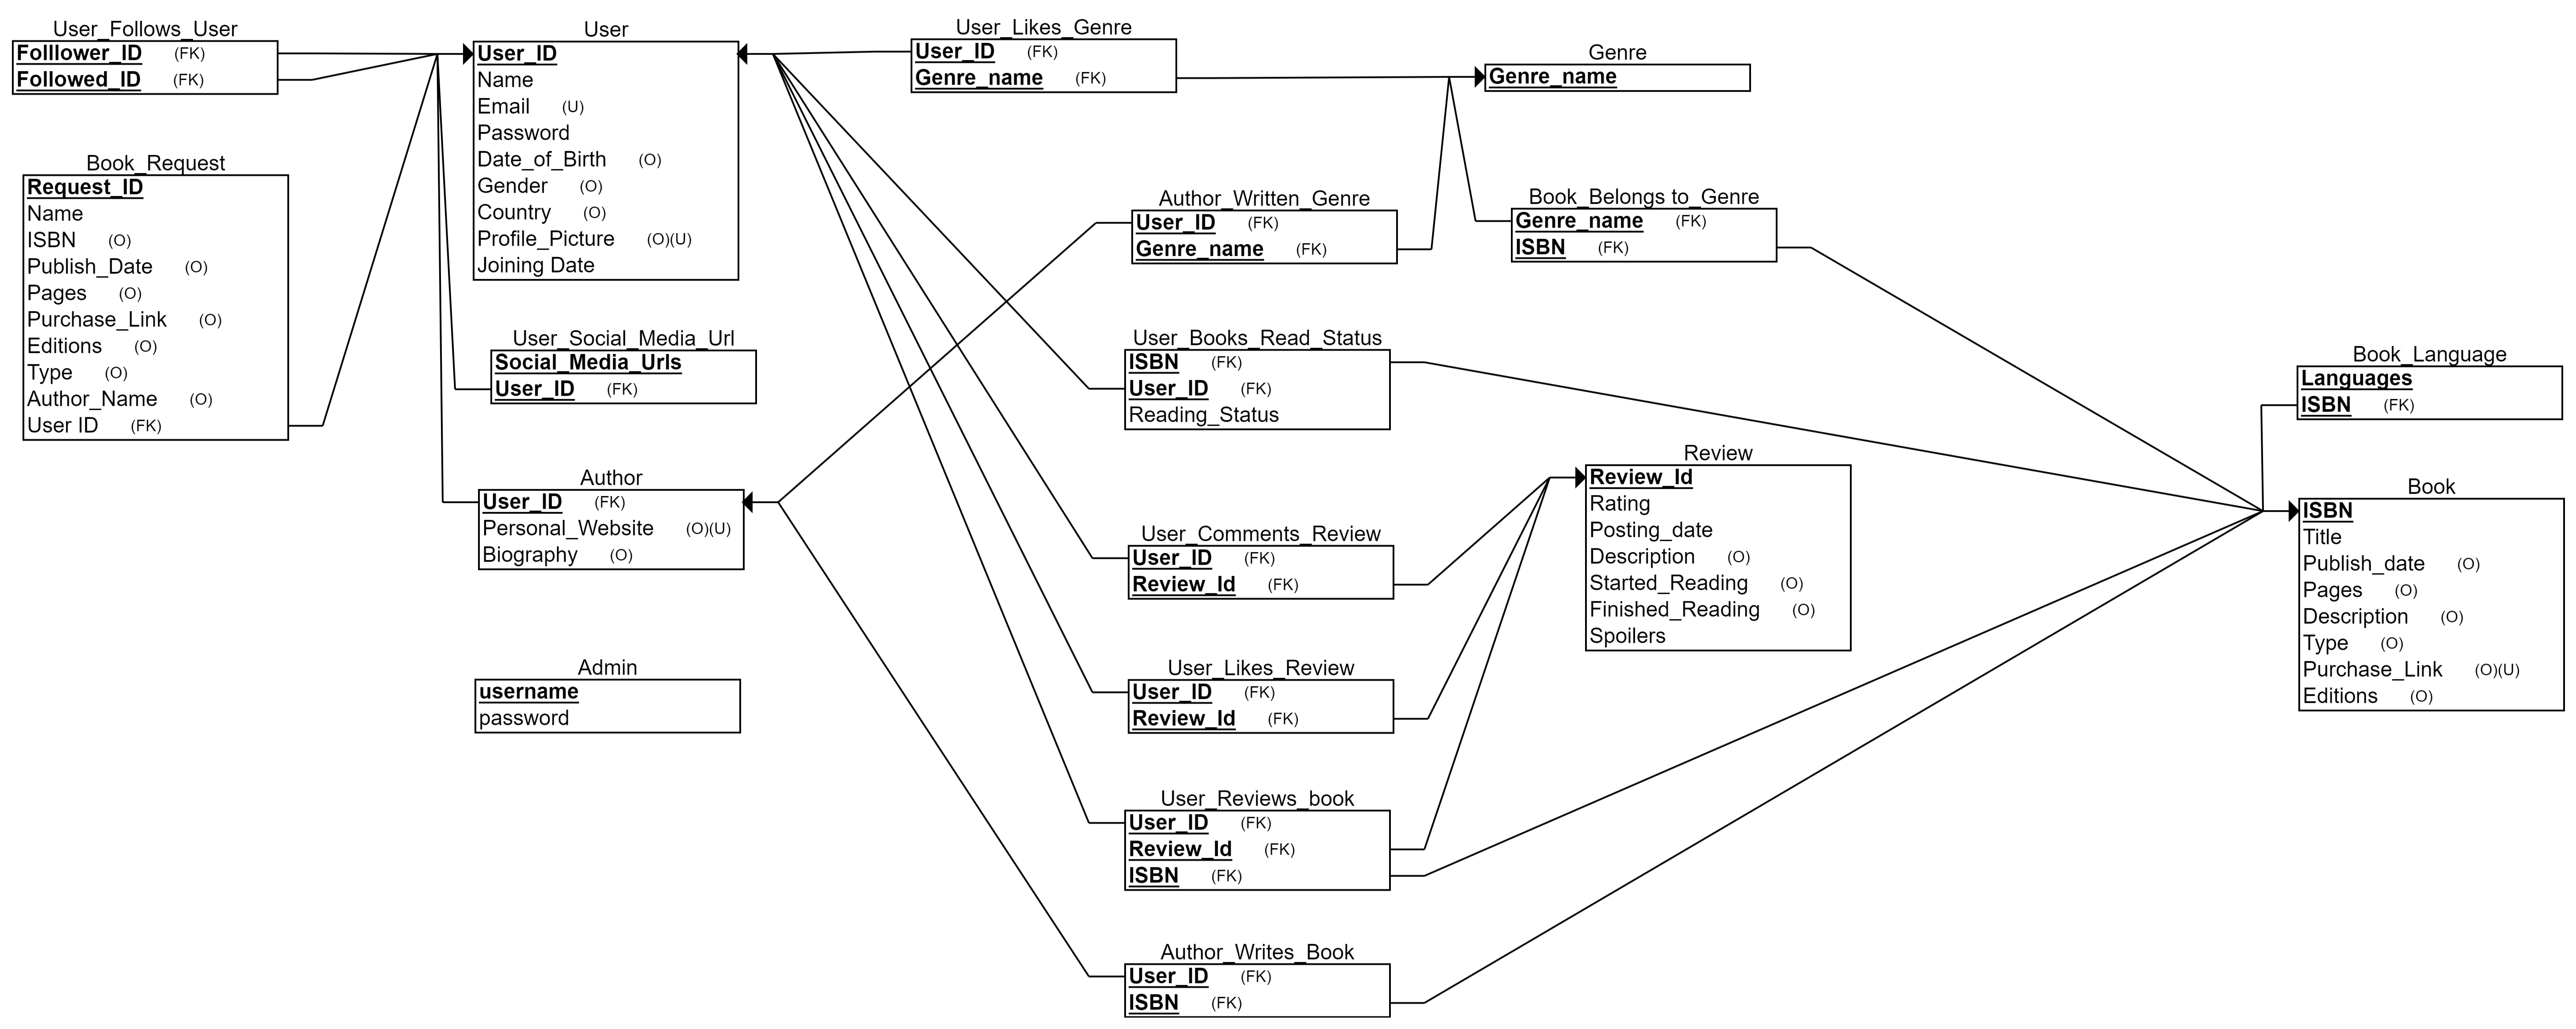 User_Follows_User
Folllower_ID (FK)
Followed_ID (FK)
User
User_ID
Name
Email (U)
Password
Date_of_Birth (O)
Gender (O)
Country (O)
Profile_Picture (O)(U)
Joining Date
User_Likes_Genre
User_ID (FK)
Genre_name (FK)
Genre
Genre_name
Book_Request
Request_ID
Name
ISBN (O)
Publish_Date (O)
Pages (O)
Purchase_Link (O)
Editions (O)
Type (O)
Author_Name (O)
User ID (FK)
Author_Written_Genre
User_ID (FK)
Genre_name (FK)
Book_Belongs to_Genre
Genre_name (FK)
ISBN (FK)
User_Social_Media_Url
Social_Media_Urls
User_ID (FK)
User_Books_Read_Status
ISBN (FK)
User_ID (FK)
Reading_Status
Book_Language
Languages
ISBN (FK)
Author
User_ID (FK)
Personal_Website (O)(U)
Biography (O)
Review
Review_Id
Rating
Posting_date
Description (O)
Started_Reading (O)
Finished_Reading (O)
Spoilers
Book
ISBN
Title
Publish_date (O)
Pages (O)
Description (O)
Type (O)
Purchase_Link (O)(U)
Editions (O)
User_Comments_Review
User_ID (FK)
Review_Id (FK)
Admin
username
password
User_Likes_Review
User_ID (FK)
Review_Id (FK)
User_Reviews_book
User_ID (FK)
Review_Id (FK)
ISBN (FK)
Author_Writes_Book
User_ID (FK)
ISBN (FK)